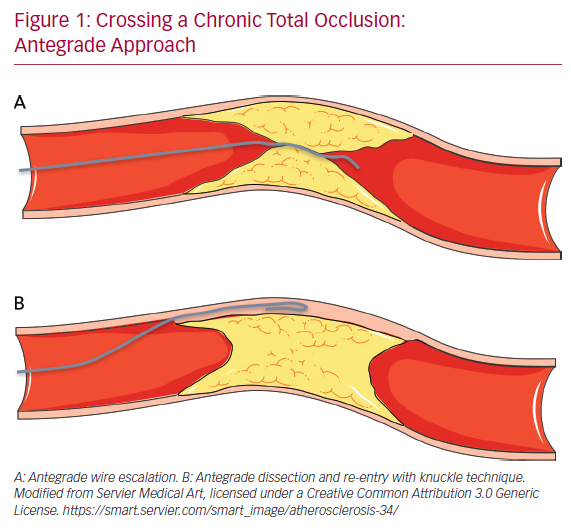 Figure 1: Crossing a Chronic Total Occlusion:
Antegrade Approach
A
B
A: Antegrade wire escalation. B: Antegrade dissection and re-entry with knuckle technique.
Modified from Servier Medical Art, licensed under a Creative Common Attribution 3.0 Generic
License. https://smart.servier.com/smart_image/atherosclerosis-34/